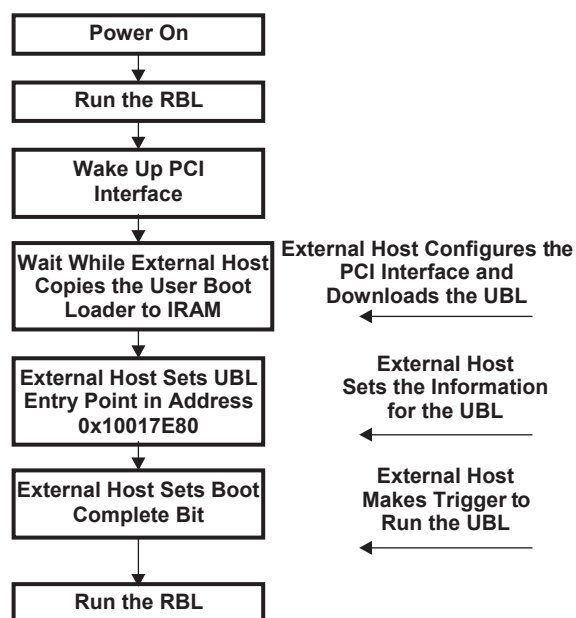 Power On
Run the RBL
Wake Up PCI
Interface
Wait While External Host
Copies the User Boot
Loader to IRAM
External Host Configures the
PCI Interface and
Downloads the UBL
External Host Sets UBL
Entry Point in Address
0x10017E80
External Host
Sets the Information
for the UBL
External Host Sets Boot
Complete Bit
External Host
Makes Trigger to
Run the UBL
Run the RBL